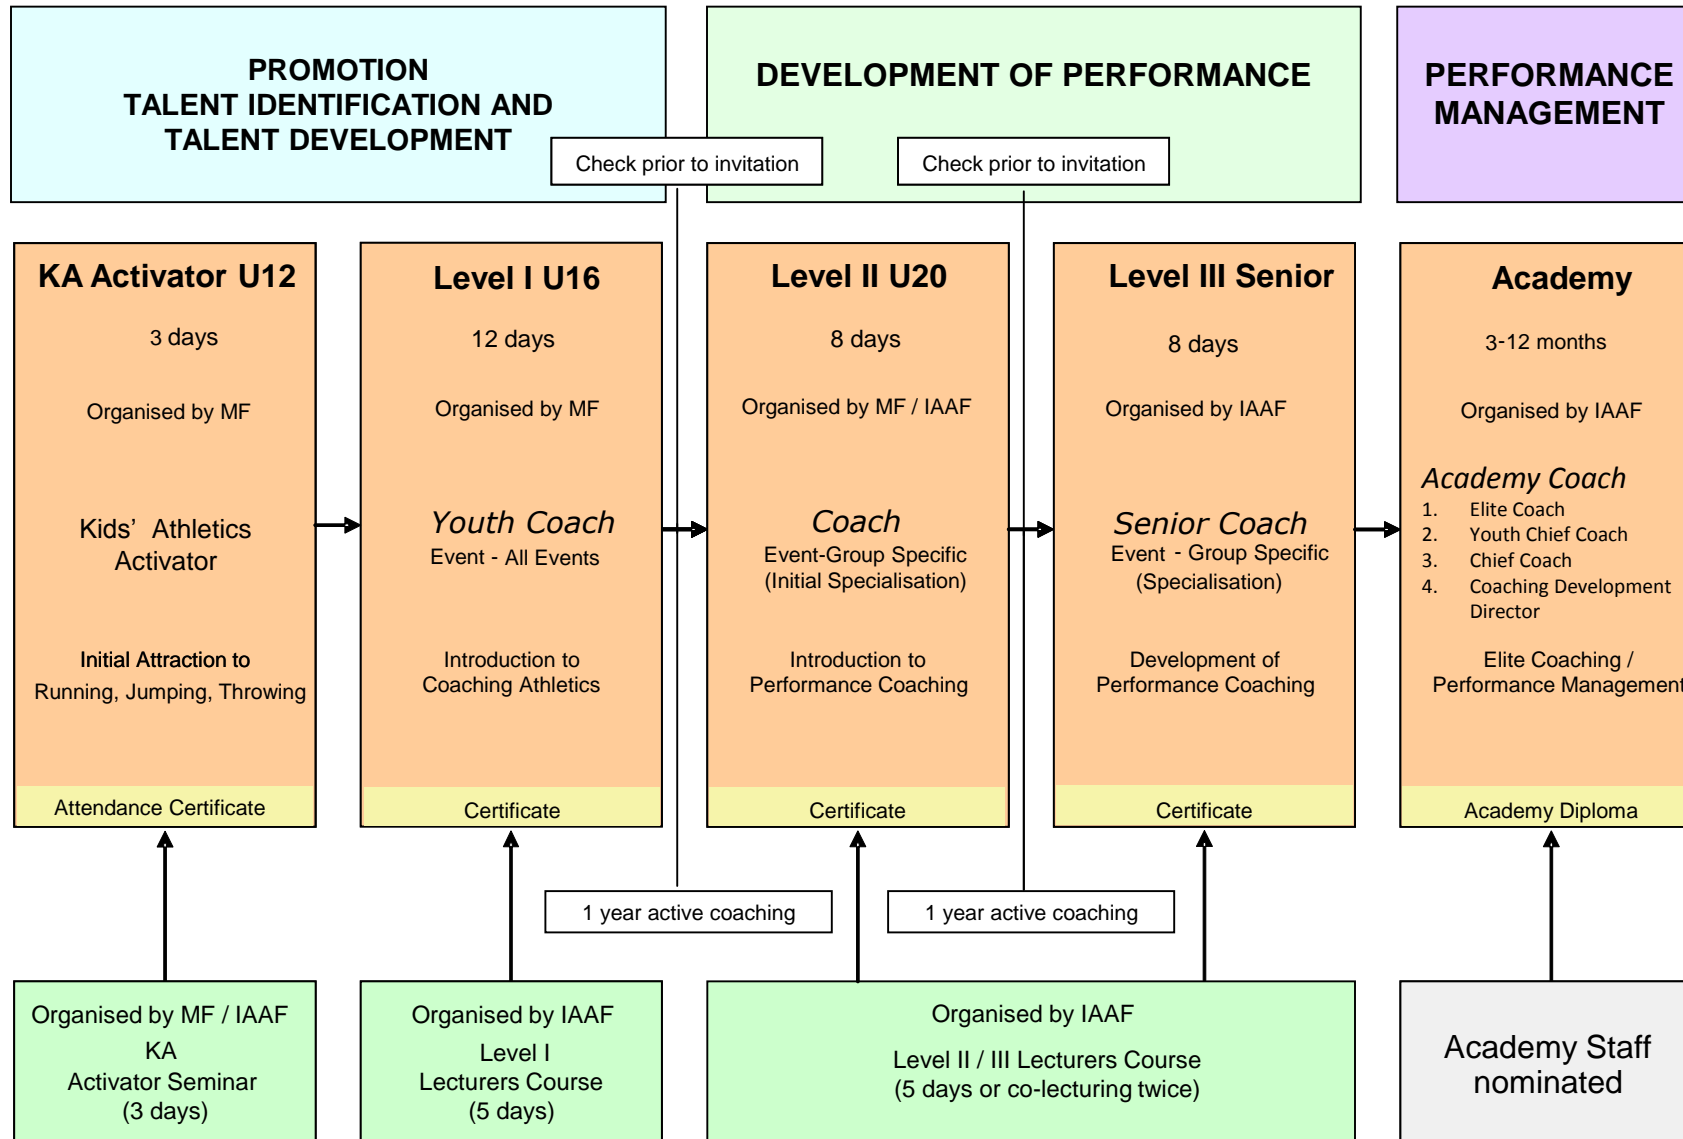 PROMOTION
TALENT IDENTIFICATION AND
TALENT DEVELOPMENT
DEVELOPMENT OF PERFORMANCE
PERFORMANCE
MANAGEMENT
Check prior to invitation
Check prior to invitation
KA Activator U12
3 days
Organised by MF
Kids' Athletics
Activator
Initial Attraction to
Running, Jumping, Throwing
Attendance Certificate
Level I U16
12 days
Organised by MF
Youth Coach
Event - All Events
Introduction to
Coaching Athletics
Certificate
Level II U20
8 days
Organised by MF / IAAF
Coach
Event-Group Specific
(Initial Specialisation)
Introduction to
Performance Coaching
Certificate
Level III Senior
8 days
Organised by IAAF
Senior Coach
Event - Group Specific
(Specialisation)
Development of
Performance Coaching
Certificate
Academy
3-12 months
Organised by IAAF
Academy Coach
1. Elite Coach
2. Youth Chief Coach
3. Chief Coach
4. Coaching Development
Director
Elite Coaching /
Performance Management
Academy Diploma
1 year active coaching
1 year active coaching
Organised by MF / IAAF
KA
Activator Seminar
(3 days)
Organised by IAAF
Level I
Lecturers Course
(5 days)
Organised by IAAF
Level II / III Lecturers Course
(5 days or co-lecturing twice)
Academy Staff
nominated